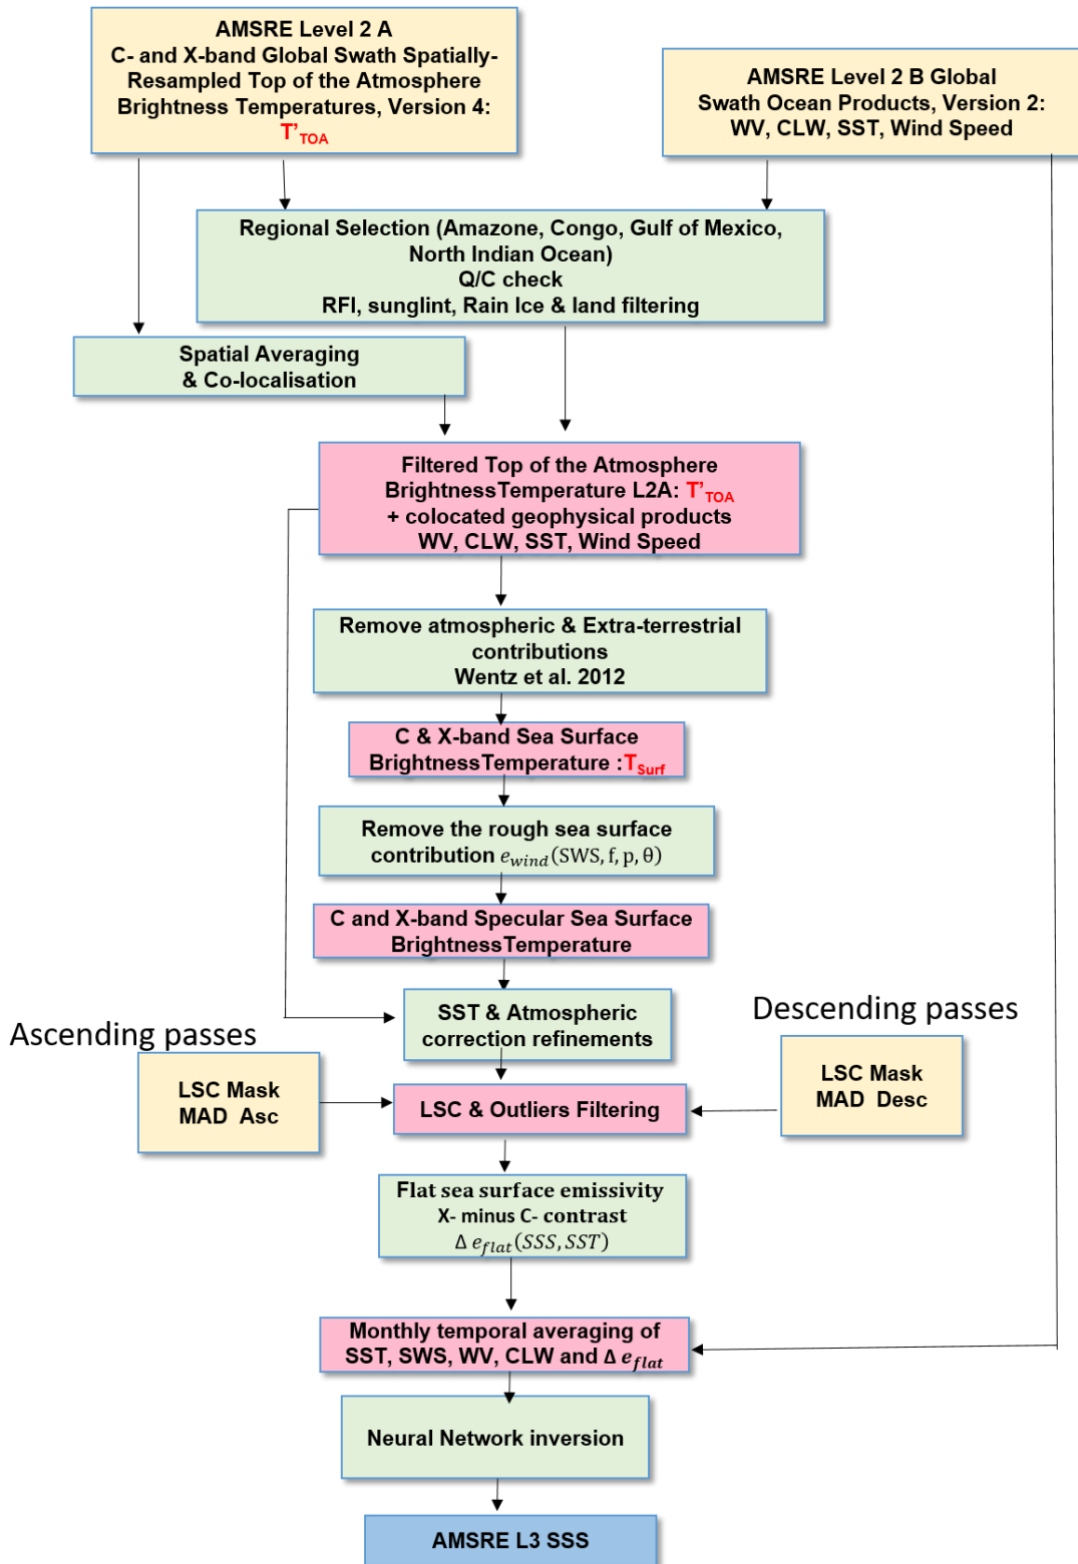 AMSRE Level 2 A
C- and X-band Global Swath Spatially-
Resampled Top of the Atmosphere
Brightness Temperatures, Version 4:
T'TOA
AMSRE Level 2 B Global
Swath Ocean Products, Version 2:
WV, CLW, SST, Wind Speed
Regional Selection (Amazone, Congo, Gulf of Mexico,
North Indian Ocean)
Q/C check
RFI, sunglint, Rain Ice & land filtering
Spatial Averaging
& Co-localisation
Filtered Top of the Atmosphere
BrightnessTemperature L2A: T'TOA
+ colocated geophysical products
WV, CLW, SST, Wind Speed
Remove atmospheric & Extra-terrestrial
contributions
Wentz et al. 2012
C & X-band Sea Surface
BrightnessTemperature :TSurf
Remove the rough sea surface
contribution e_wind(SWS, f, p, θ)
C and X-band Specular Sea Surface
BrightnessTemperature
SST & Atmospheric
correction refinements
Ascending passes
Descending passes
LSC Mask
MAD Asc
LSC & Outliers Filtering
LSC Mask
MAD Desc
Flat sea surface emissivity
X- minus C- contrast
Δ e_flat(SSS, SST)
Monthly temporal averaging of
SST, SWS, WV, CLW and Δ e_flat
Neural Network inversion
AMSRE L3 SSS